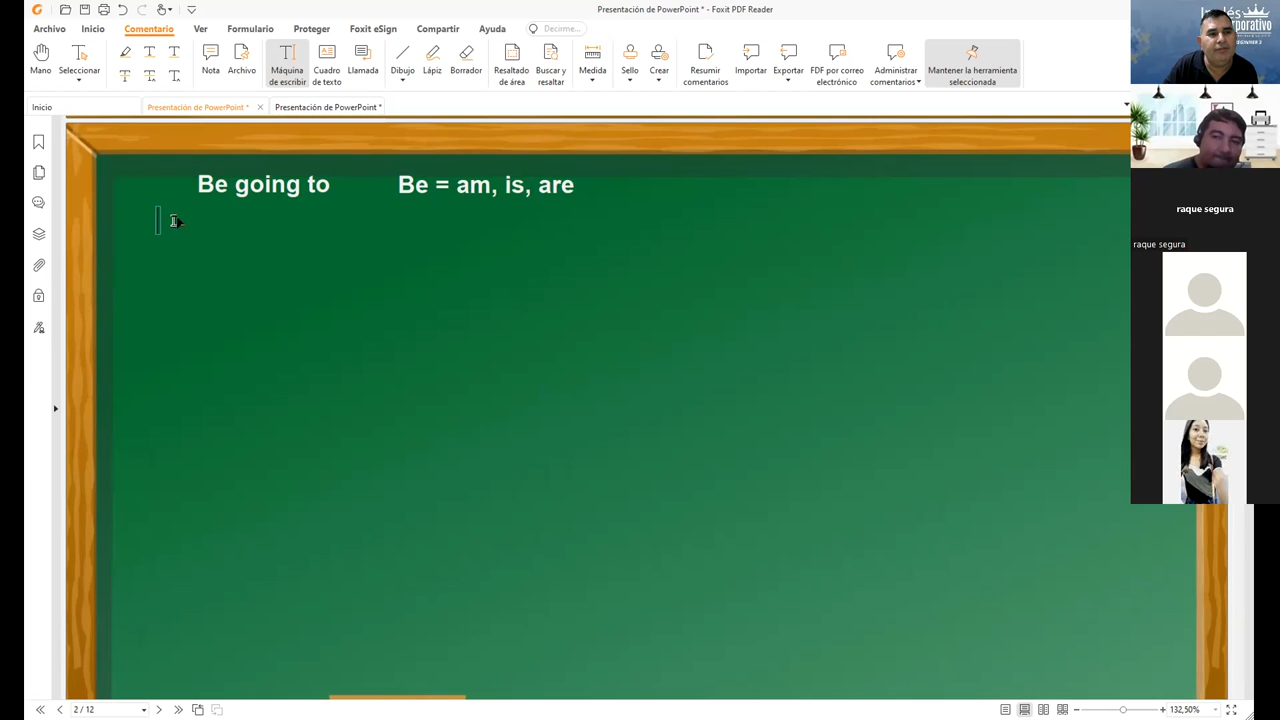 Presentación de PowerPoint * - Foxit PDF Reader
Archivo Inicio Comentario Ver Formulario Proteger Foxit eSign Compartir Ayuda Decirme...
Mano Seleccionar Nota Archivo Máquina de escribir Cuadro de texto Llamada Dibujo Lápiz Borrador Resaltado de área Buscar y resaltar Medida Sello Crear Resumir comentarios Importar Exportar PDF por correo electrónico Administrar comentarios Mantener la herramienta seleccionada
Inicio Presentación de PowerPoint * Presentación de PowerPoint *
Be going to Be = am, is, are
Inglés
raque segura
raque segura
2 / 12 132,50%